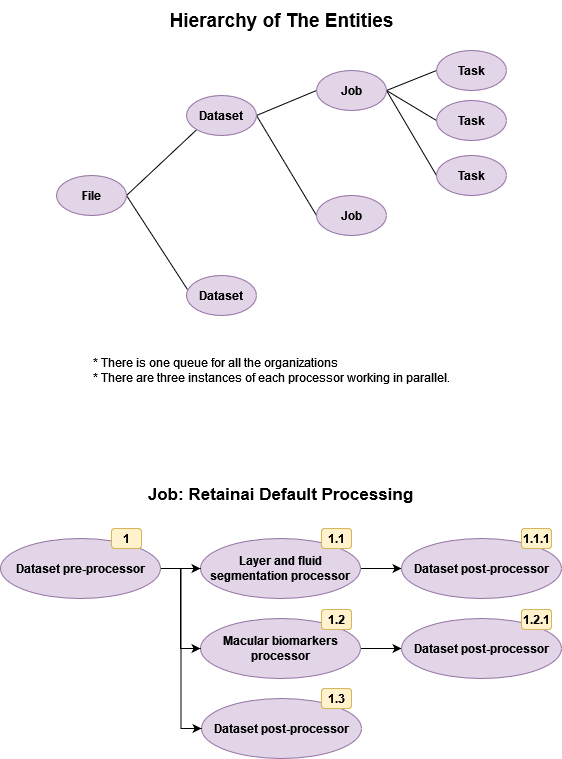 Hierarchy of The Entities
Task
Job
Dataset
Task
Task
File
Job
Dataset
* There is one queue for all the organizations
* There are three instances of each processor working in parallel.
Job: Retainai Default Processing
1
Dataset pre-processor
1.1
Layer and fluid
segmentation processor
1.1.1
Dataset post-processor
1.2
Macular biomarkers
processor
1.2.1
Dataset post-processor
1.3
Dataset post-processor